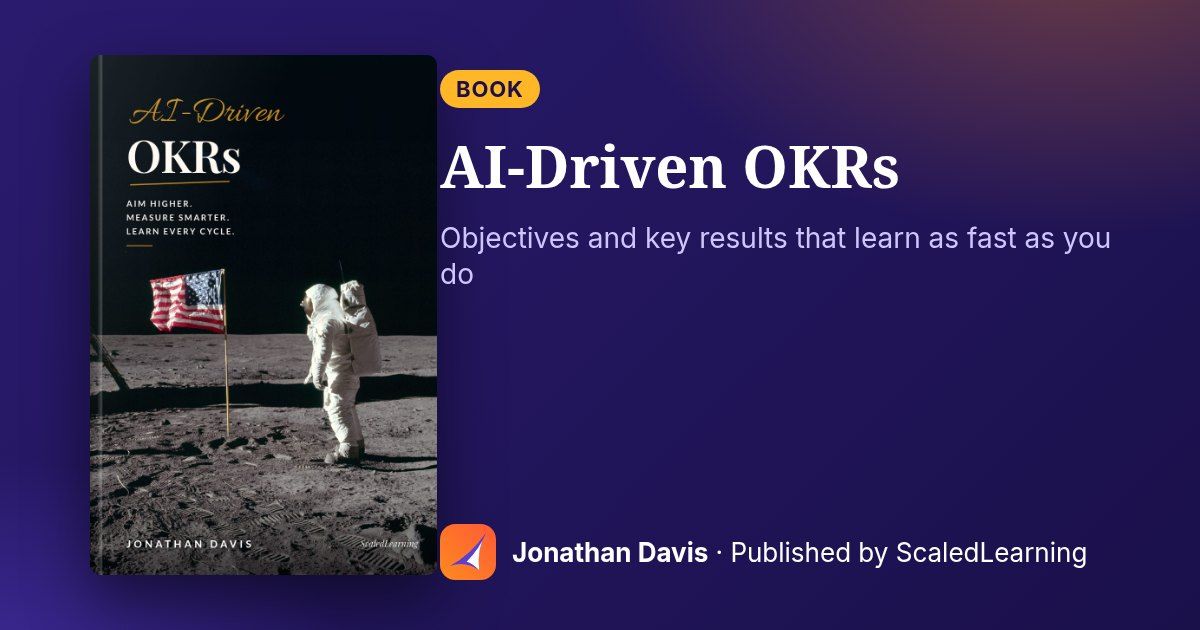 AI-Driven
OKRs
AIM HIGHER.
MEASURE SMARTER.
LEARN EVERY CYCLE.
JONATHAN DAVIS
ScaledLearning
BOOK
AI-Driven OKRs
Objectives and key results that learn as fast as you
do
Jonathan Davis · Published by ScaledLearning